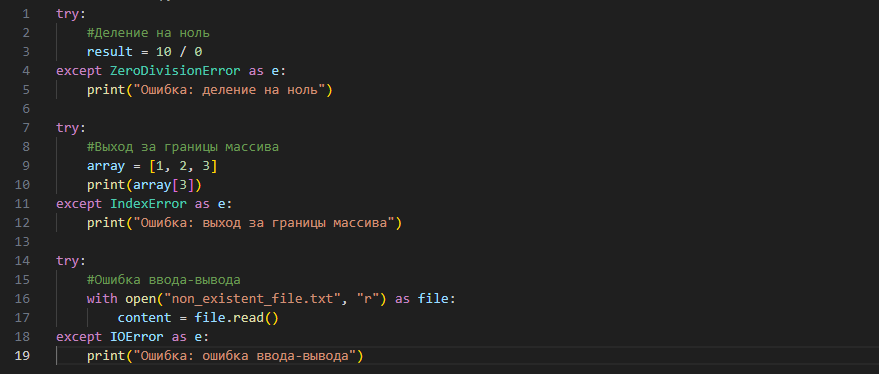 1 try:
2     #Деление на ноль
3     result = 10 / 0
4 except ZeroDivisionError as e:
5     print("Ошибка: деление на ноль")
6
7 try:
8     #Выход за границы массива
9     array = [1, 2, 3]
10     print(array[3])
11 except IndexError as e:
12     print("Ошибка: выход за границы массива")
13
14 try:
15     #Ошибка ввода-вывода
16     with open("non_existent_file.txt", "r") as file:
17         content = file.read()
18 except IOError as e:
19     print("Ошибка: ошибка ввода-вывода")